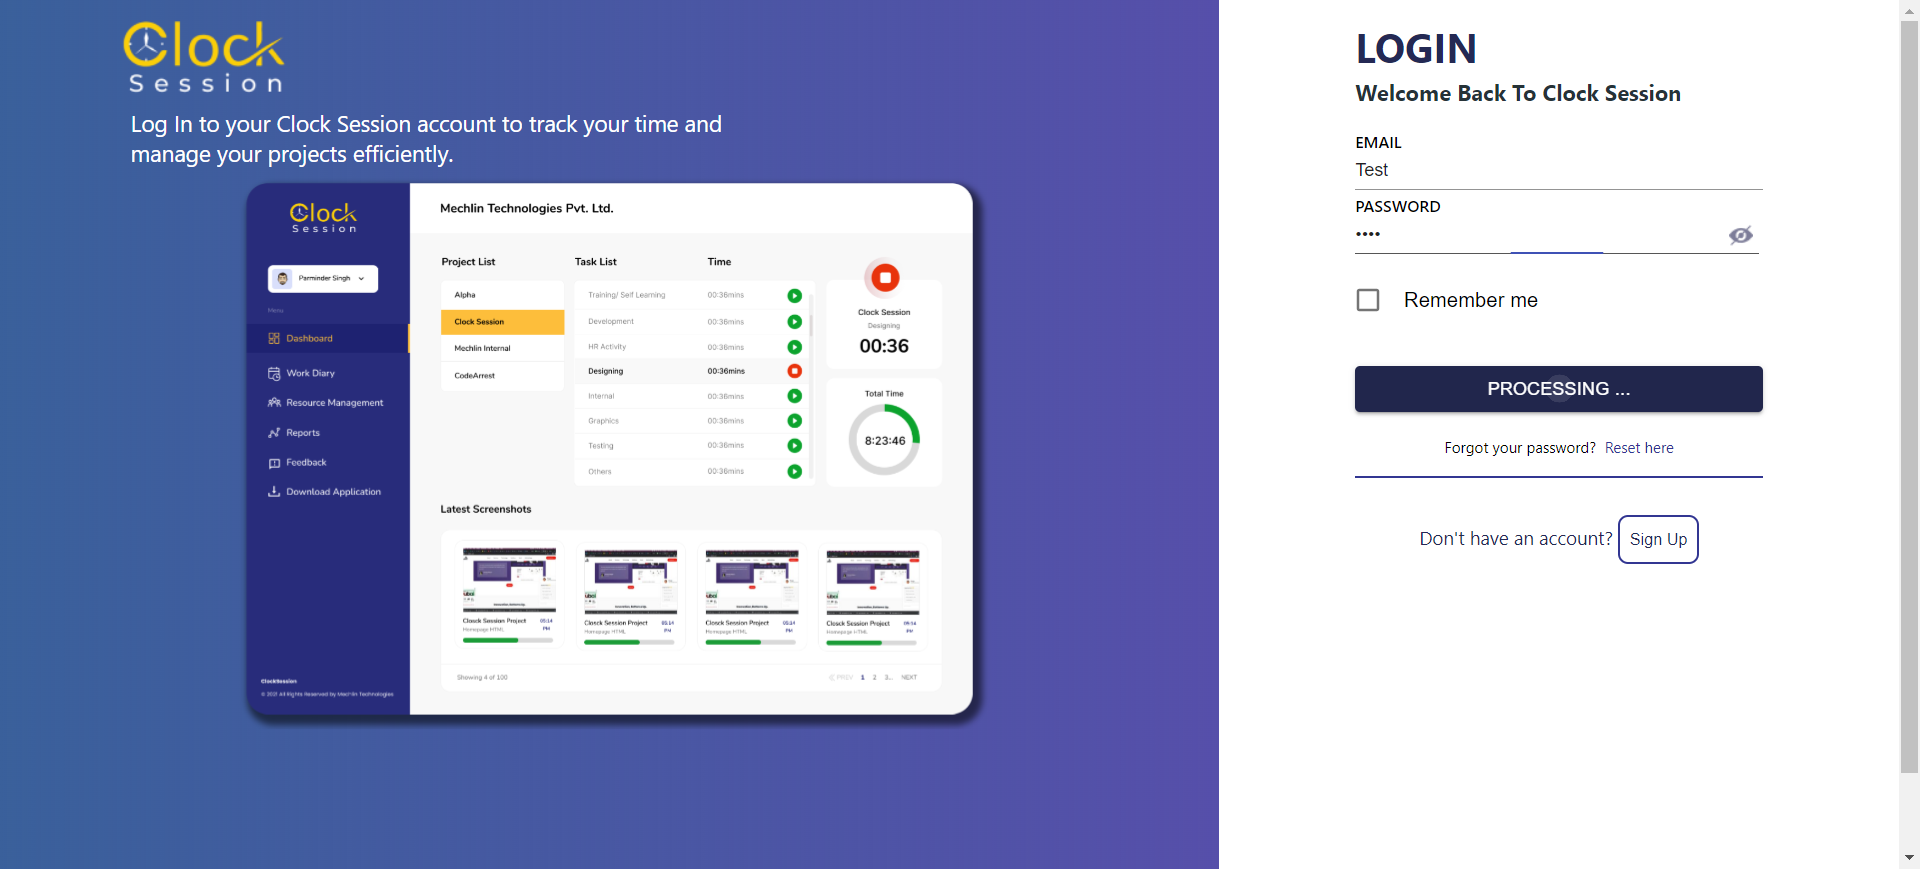 Clock
Session
Log In to your Clock Session account to track your time and
manage your projects efficiently.
Clock
Session
Parminder Singh
Menu
Dashboard
Work Diary
Resource Management
Reports
Feedback
Download Application
ClockSession
© 2021 All Rights Reserved by Mechlin Technologies
Mechlin Technologies Pvt. Ltd.
Project List
Alpha
Clock Session
Mechlin Internal
CodeArrest
Task List Time
Training/ Self Learning 00:36mins
Development 00:36mins
HR Activity 00:36mins
Designing 00:36mins
Internal 00:36mins
Graphics 00:36mins
Testing 00:36mins
Others 00:36mins
Clock Session
Designing
00:36
Total Time
8:23:46
Latest Screenshots
Closck Session Project 05:14
Homepage HTML PM
Closck Session Project 05:14
Homepage HTML PM
Closck Session Project 05:14
Homepage HTML PM
Closck Session Project 05:14
Homepage HTML PM
Showing 4 of 100
PREV 1 2 3... NEXT
LOGIN
Welcome Back To Clock Session
EMAIL
Test
PASSWORD
••••
Remember me
PROCESSING ...
Forgot your password? Reset here
Don't have an account? Sign Up